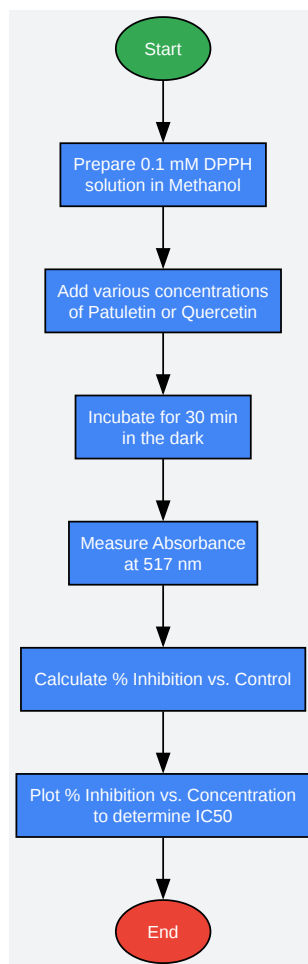 Start
Prepare 0.1 mM DPPH
solution in Methanol
Add various concentrations
of Patuletin or Quercetin
Incubate for 30 min
in the dark
Measure Absorbance
at 517 nm
Calculate % Inhibition vs. Control
Plot % Inhibition vs. Concentration
to determine IC50
End